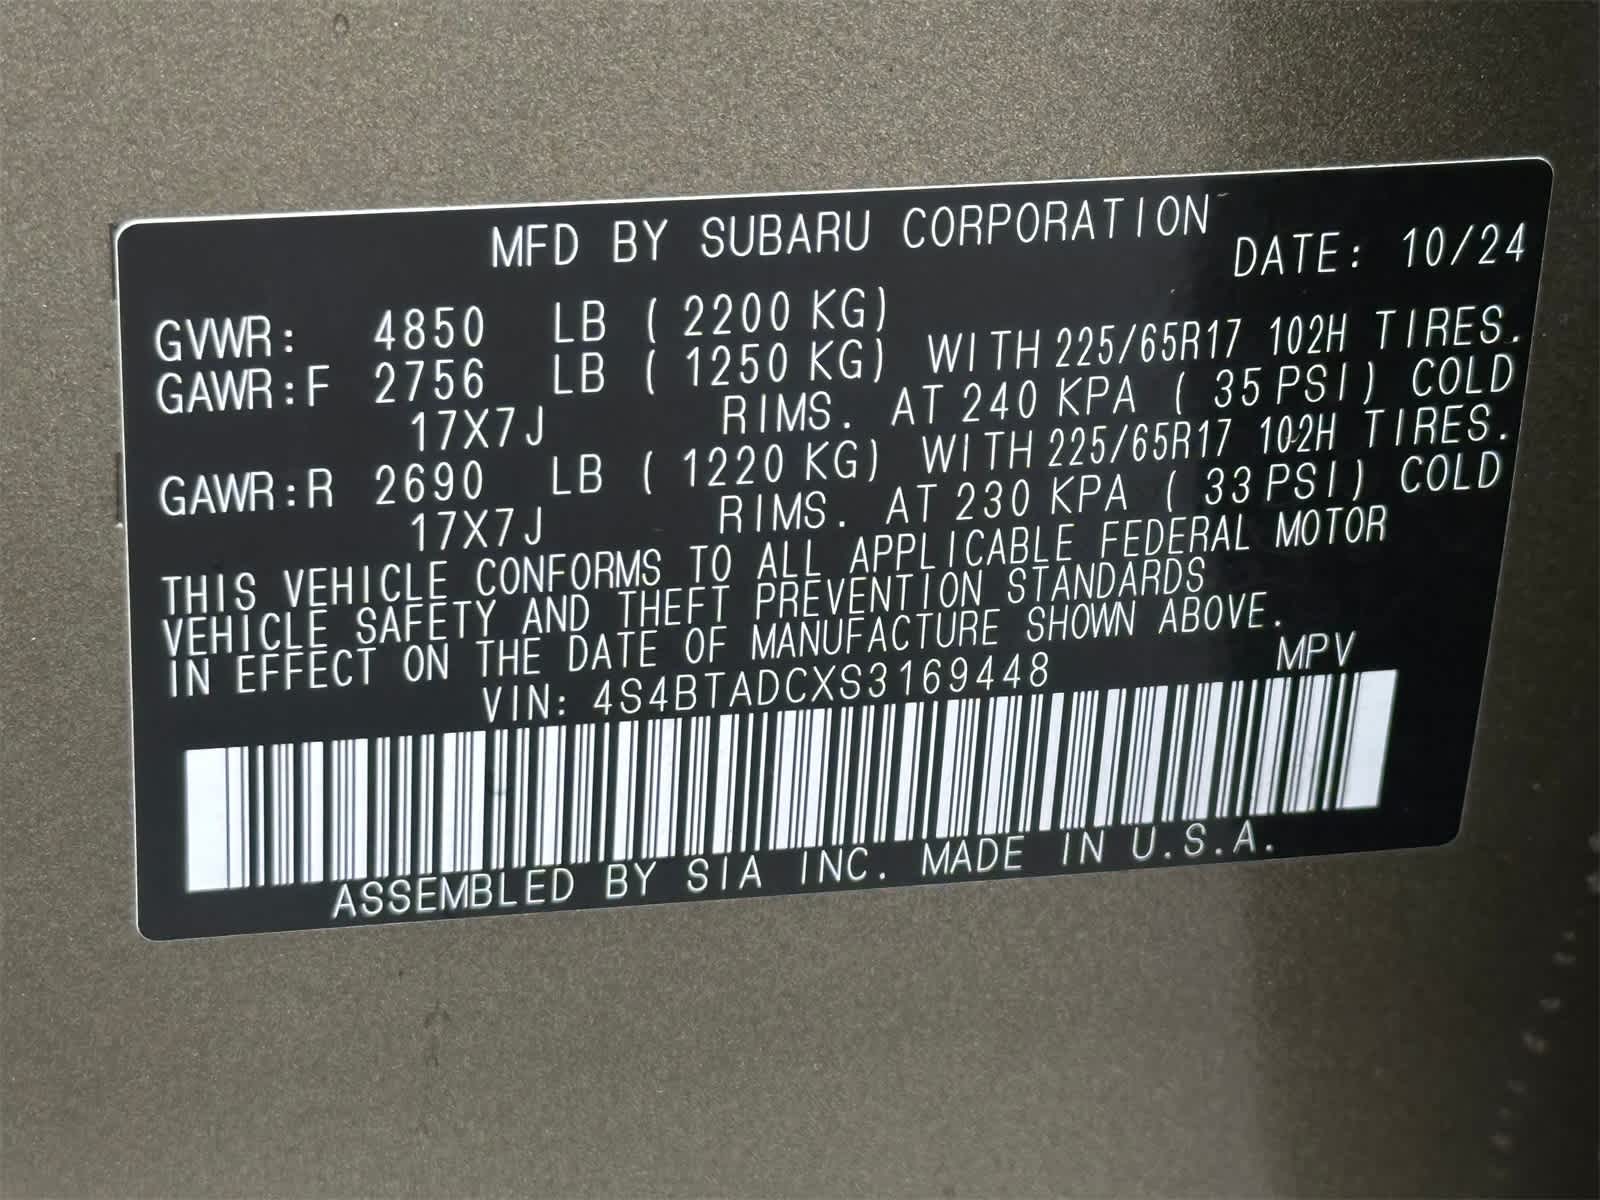 MFD BY SUBARU CORPORATION DATE: 10/24
GVWR: 4850 LB ( 2200 KG)
GAWR:F 2756 LB ( 1250 KG) WITH 225/65R17 102H TIRES.
17X7J RIMS. AT 240 KPA ( 35 PSI) COLD
GAWR:R 2690 LB ( 1220 KG) WITH 225/65R17 102H TIRES.
17X7J RIMS. AT 230 KPA ( 33 PSI) COLD
THIS VEHICLE CONFORMS TO ALL APPLICABLE FEDERAL MOTOR
VEHICLE SAFETY AND THEFT PREVENTION STANDARDS
IN EFFECT ON THE DATE OF MANUFACTURE SHOWN ABOVE.
VIN: 4S4BTADCXS3169448 MPV
ASSEMBLED BY SIA INC. MADE IN U.S.A.